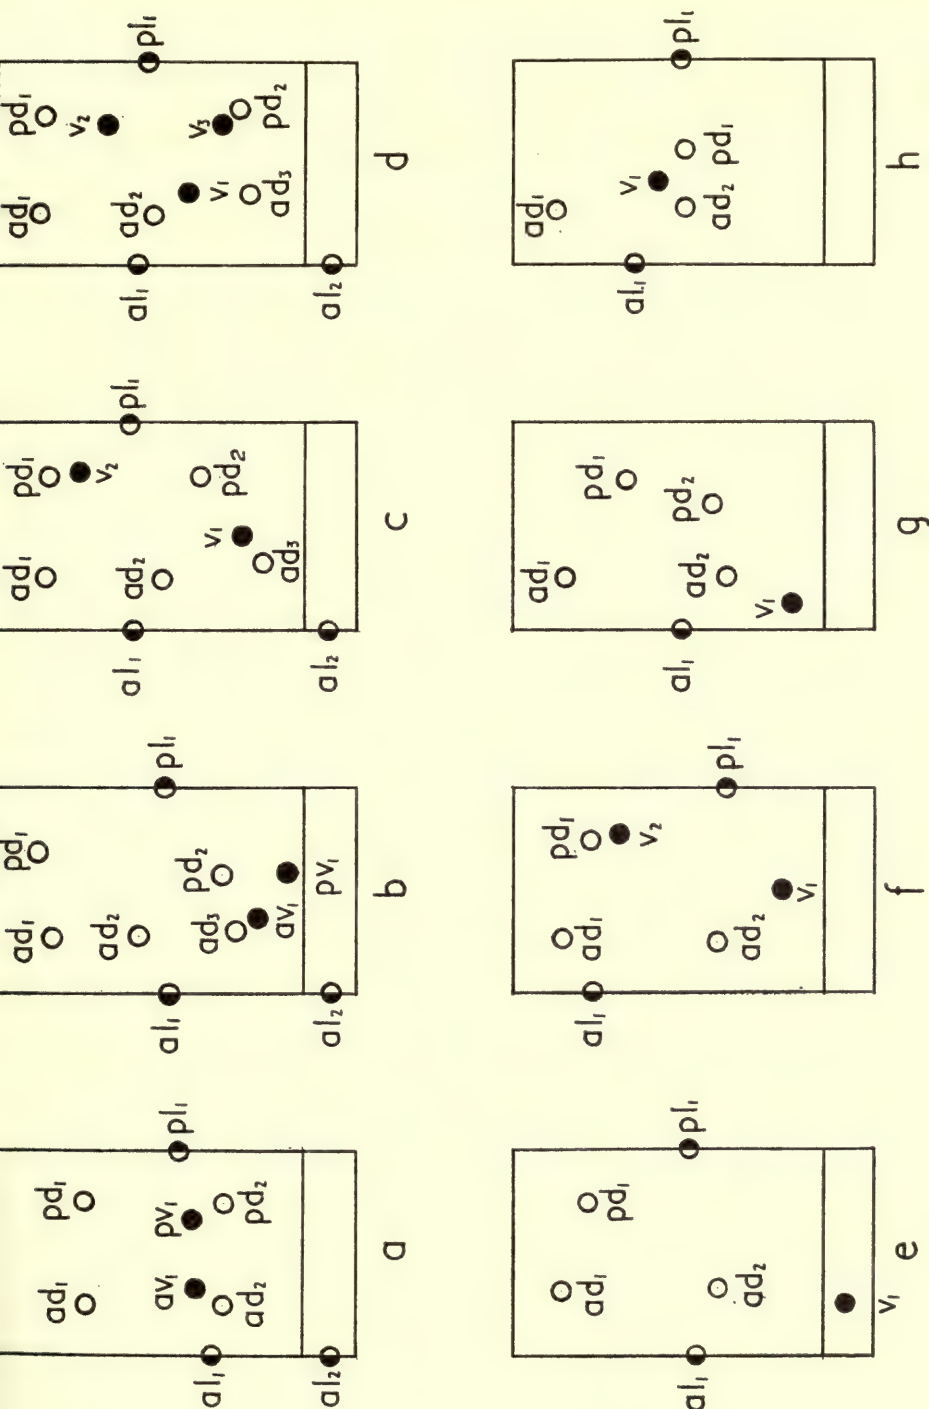 ad₁ pd₁
av₁ pv₁ pl₁
al₁ ad₂ pd₂
al₂
a
ad₁ pd₁
ad₂
al₁ pl₁
ad₃ pd₂
av₁
pv₁
al₂
b
ad₁ pd₁
v₂
al₁ pl₁
ad₂
pd₂
v₁
ad₃
al₂
c
ad₁ pd₁
v₂
al₁ pl₁
ad₂
v₁ v₃
ad₃ pd₂
al₂
d
ad₁ pd₁
al₁ pl₁
ad₂
v₁
e
ad₁ pd₁
al₁ v₂
ad₂ pl₁
v₁
f
ad₁ pd₁
al₁ pd₂
ad₂
v₁
g
ad₁
al₁ v₁ pl₁
ad₂ pd₁
h